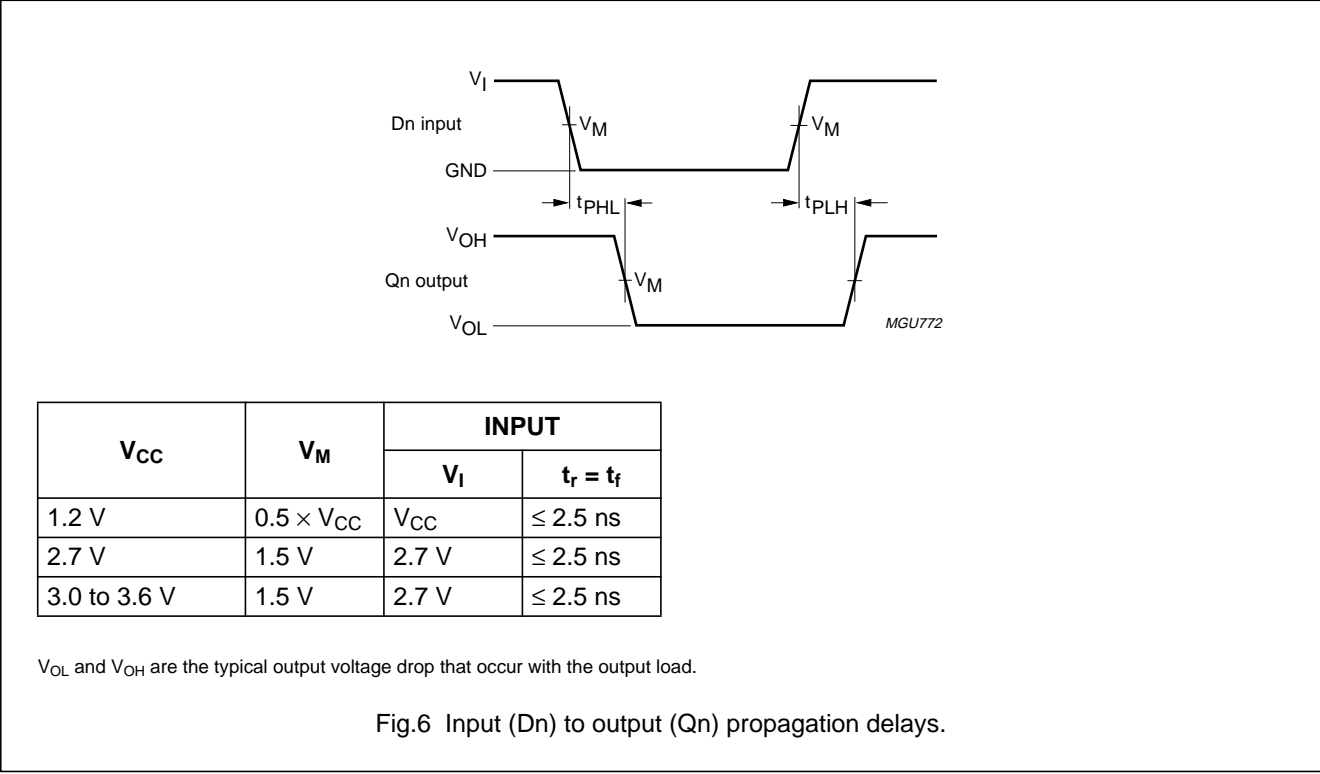 VI
Dn input
VM
VM
GND
tPHL
tPLH
VOH
Qn output
VM
VOL
MGU772
VCC
VM
INPUT
VI
tr = tf
1.2 V
0.5 × VCC
VCC
≤ 2.5 ns
2.7 V
1.5 V
2.7 V
≤ 2.5 ns
3.0 to 3.6 V
1.5 V
2.7 V
≤ 2.5 ns
VOL and VOH are the typical output voltage drop that occur with the output load.
Fig.6 Input (Dn) to output (Qn) propagation delays.